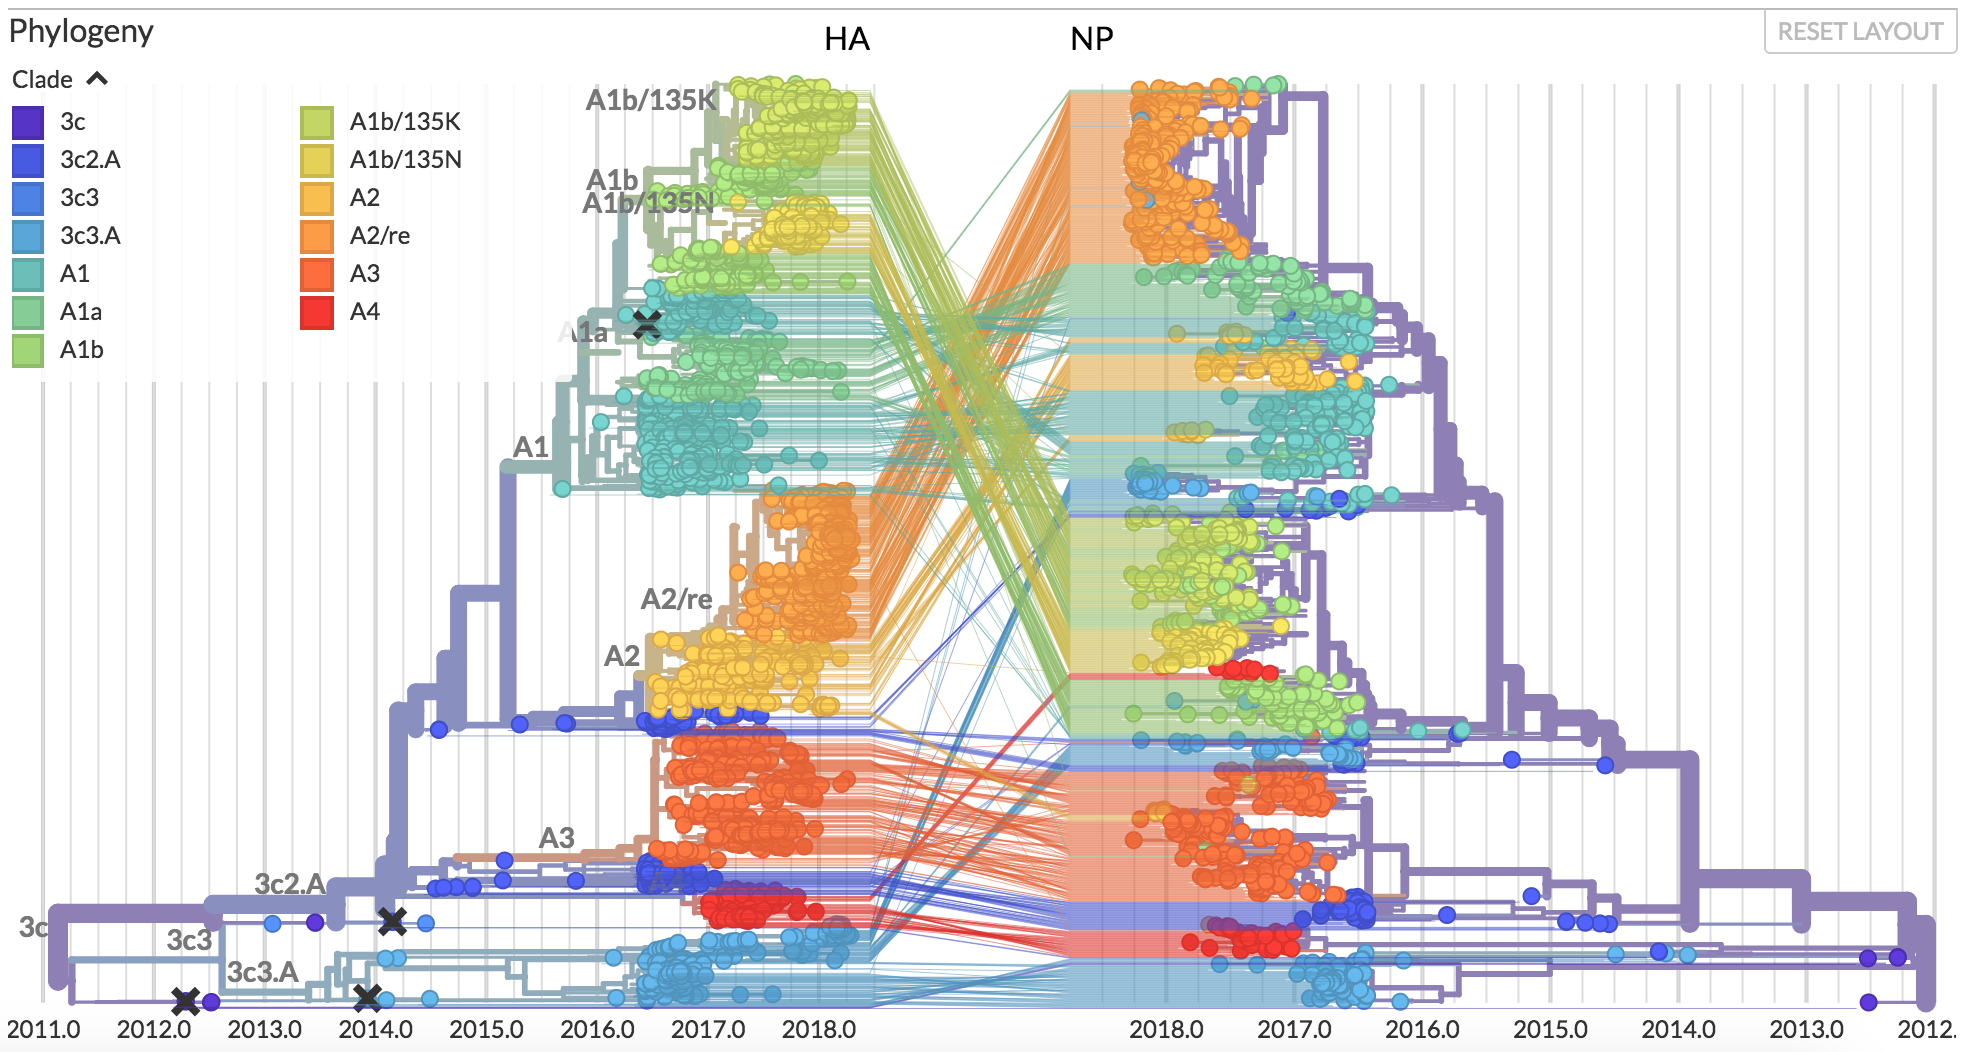 Phylogeny
HA
NP
RESET LAYOUT
Clade
3c
3c2.A
3c3
3c3.A
A1
A1a
A1b
A1b/135K
A1b/135N
A2
A2/re
A3
A4
A1b/135K
A1b
A1b/135N
A1a
A1
A2/re
A2
A3
3c2.A
3c
3c3
3c3.A
2011.0 2012.0 2013.0 2014.0 2015.0 2016.0 2017.0 2018.0
2018.0 2017.0 2016.0 2015.0 2014.0 2013.0 2012.